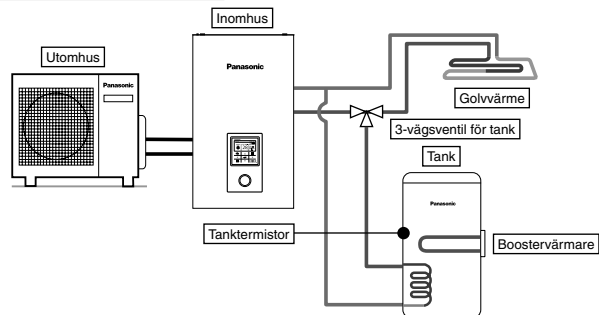 Inomhus
Utomhus
Panasonic
Panasonic
Golvvärme
3-vägsventil för tank
Tank
Panasonic
Tanktermistor
Boostervärmare